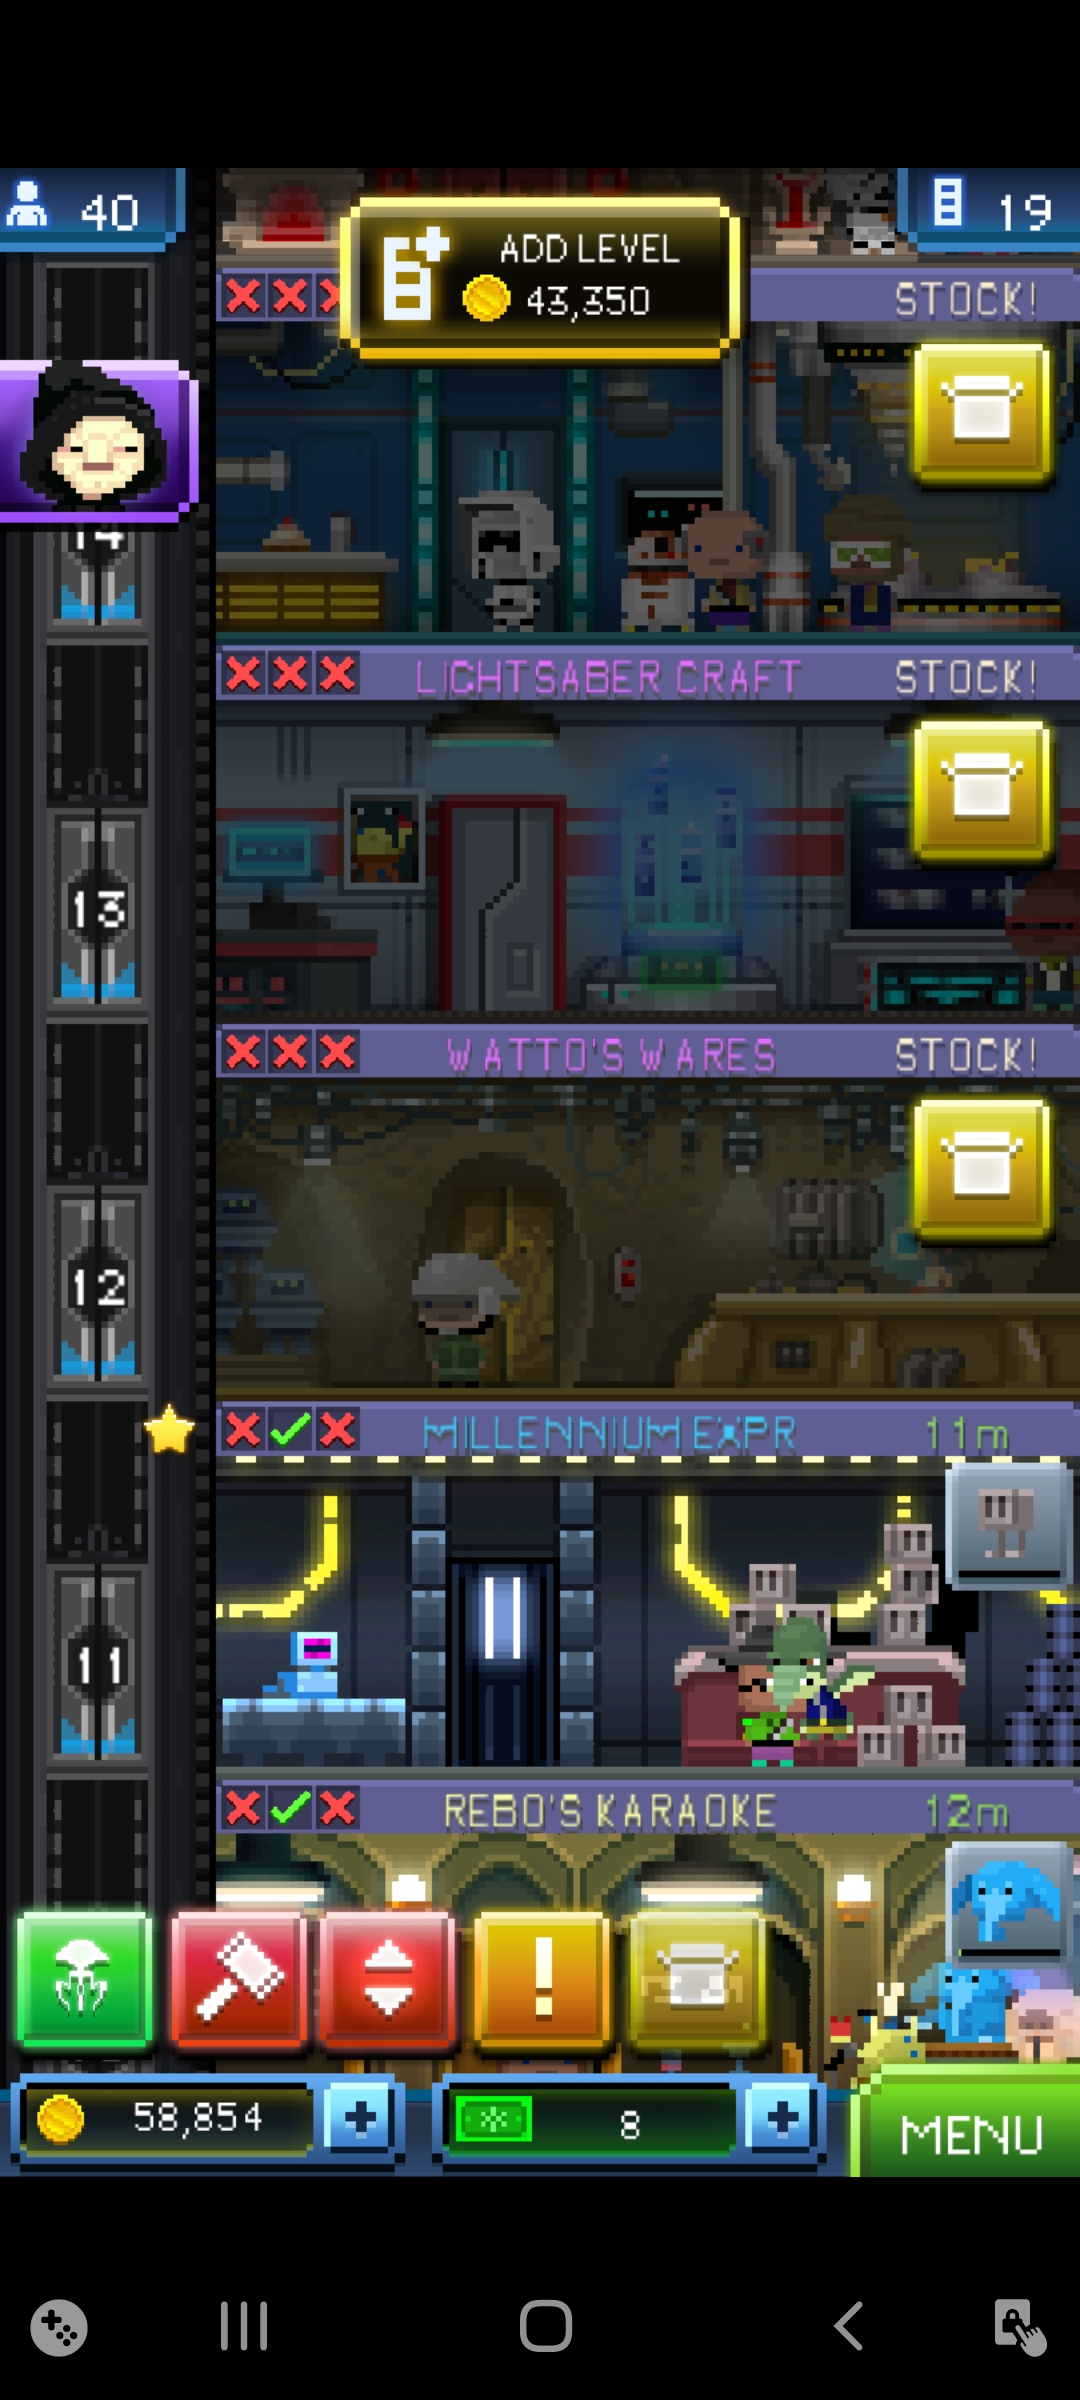 40
ADD LEVEL
43,350
19
STOCK!
14
LIGHTSABER CRAFT
STOCK!
13
WATTO'S WARES
STOCK!
12
MILLENNIUM EXPR
11m
11
REBO'S KARAOKE
12m
!
58,854
+
8
+
MENU